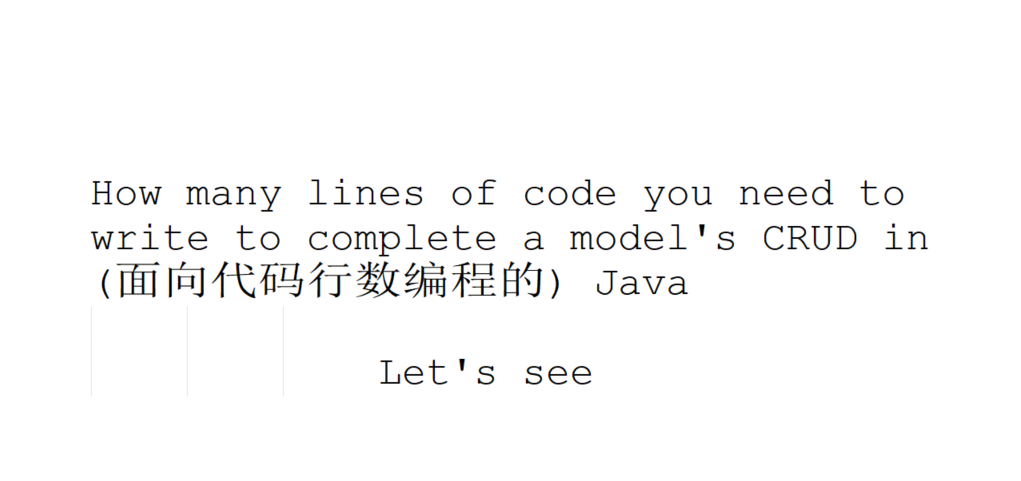 How many lines of code you need to
write to complete a model's CRUD in
(面向代码行数编程的) Java
Let's see